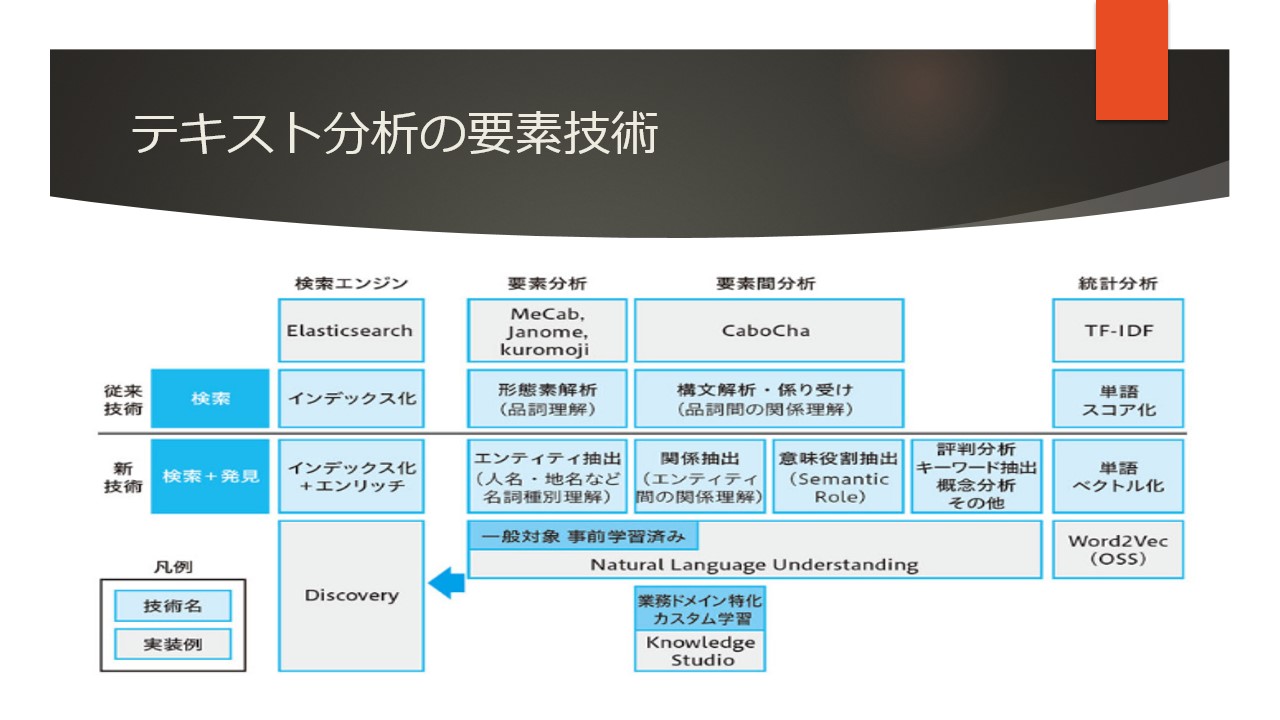 テキスト分析の要素技術
検索エンジン
要素分析
要素間分析
統計分析
Elasticsearch
MeCab,
Janome,
kuromoji
CaboCha
TF-IDF
従来
技術
検索
インデックス化
形態素解析
(品詞理解)
構文解析・係り受け
(品詞間の関係理解)
単語
スコア化
新
技術
検索+発見
インデックス化
+エンリッチ
エンティティ抽出
(人名・地名など
名詞種別理解)
関係抽出
(エンティティ
間の関係理解)
意味役割抽出
(Semantic
Role)
評判分析
キーワード抽出
概念分析
その他
単語
ベクトル化
Discovery
一般対象 事前学習済み
Natural Language Understanding
Word2Vec
(OSS)
業務ドメイン特化
カスタム学習
Knowledge
Studio
凡例
技術名
実装例